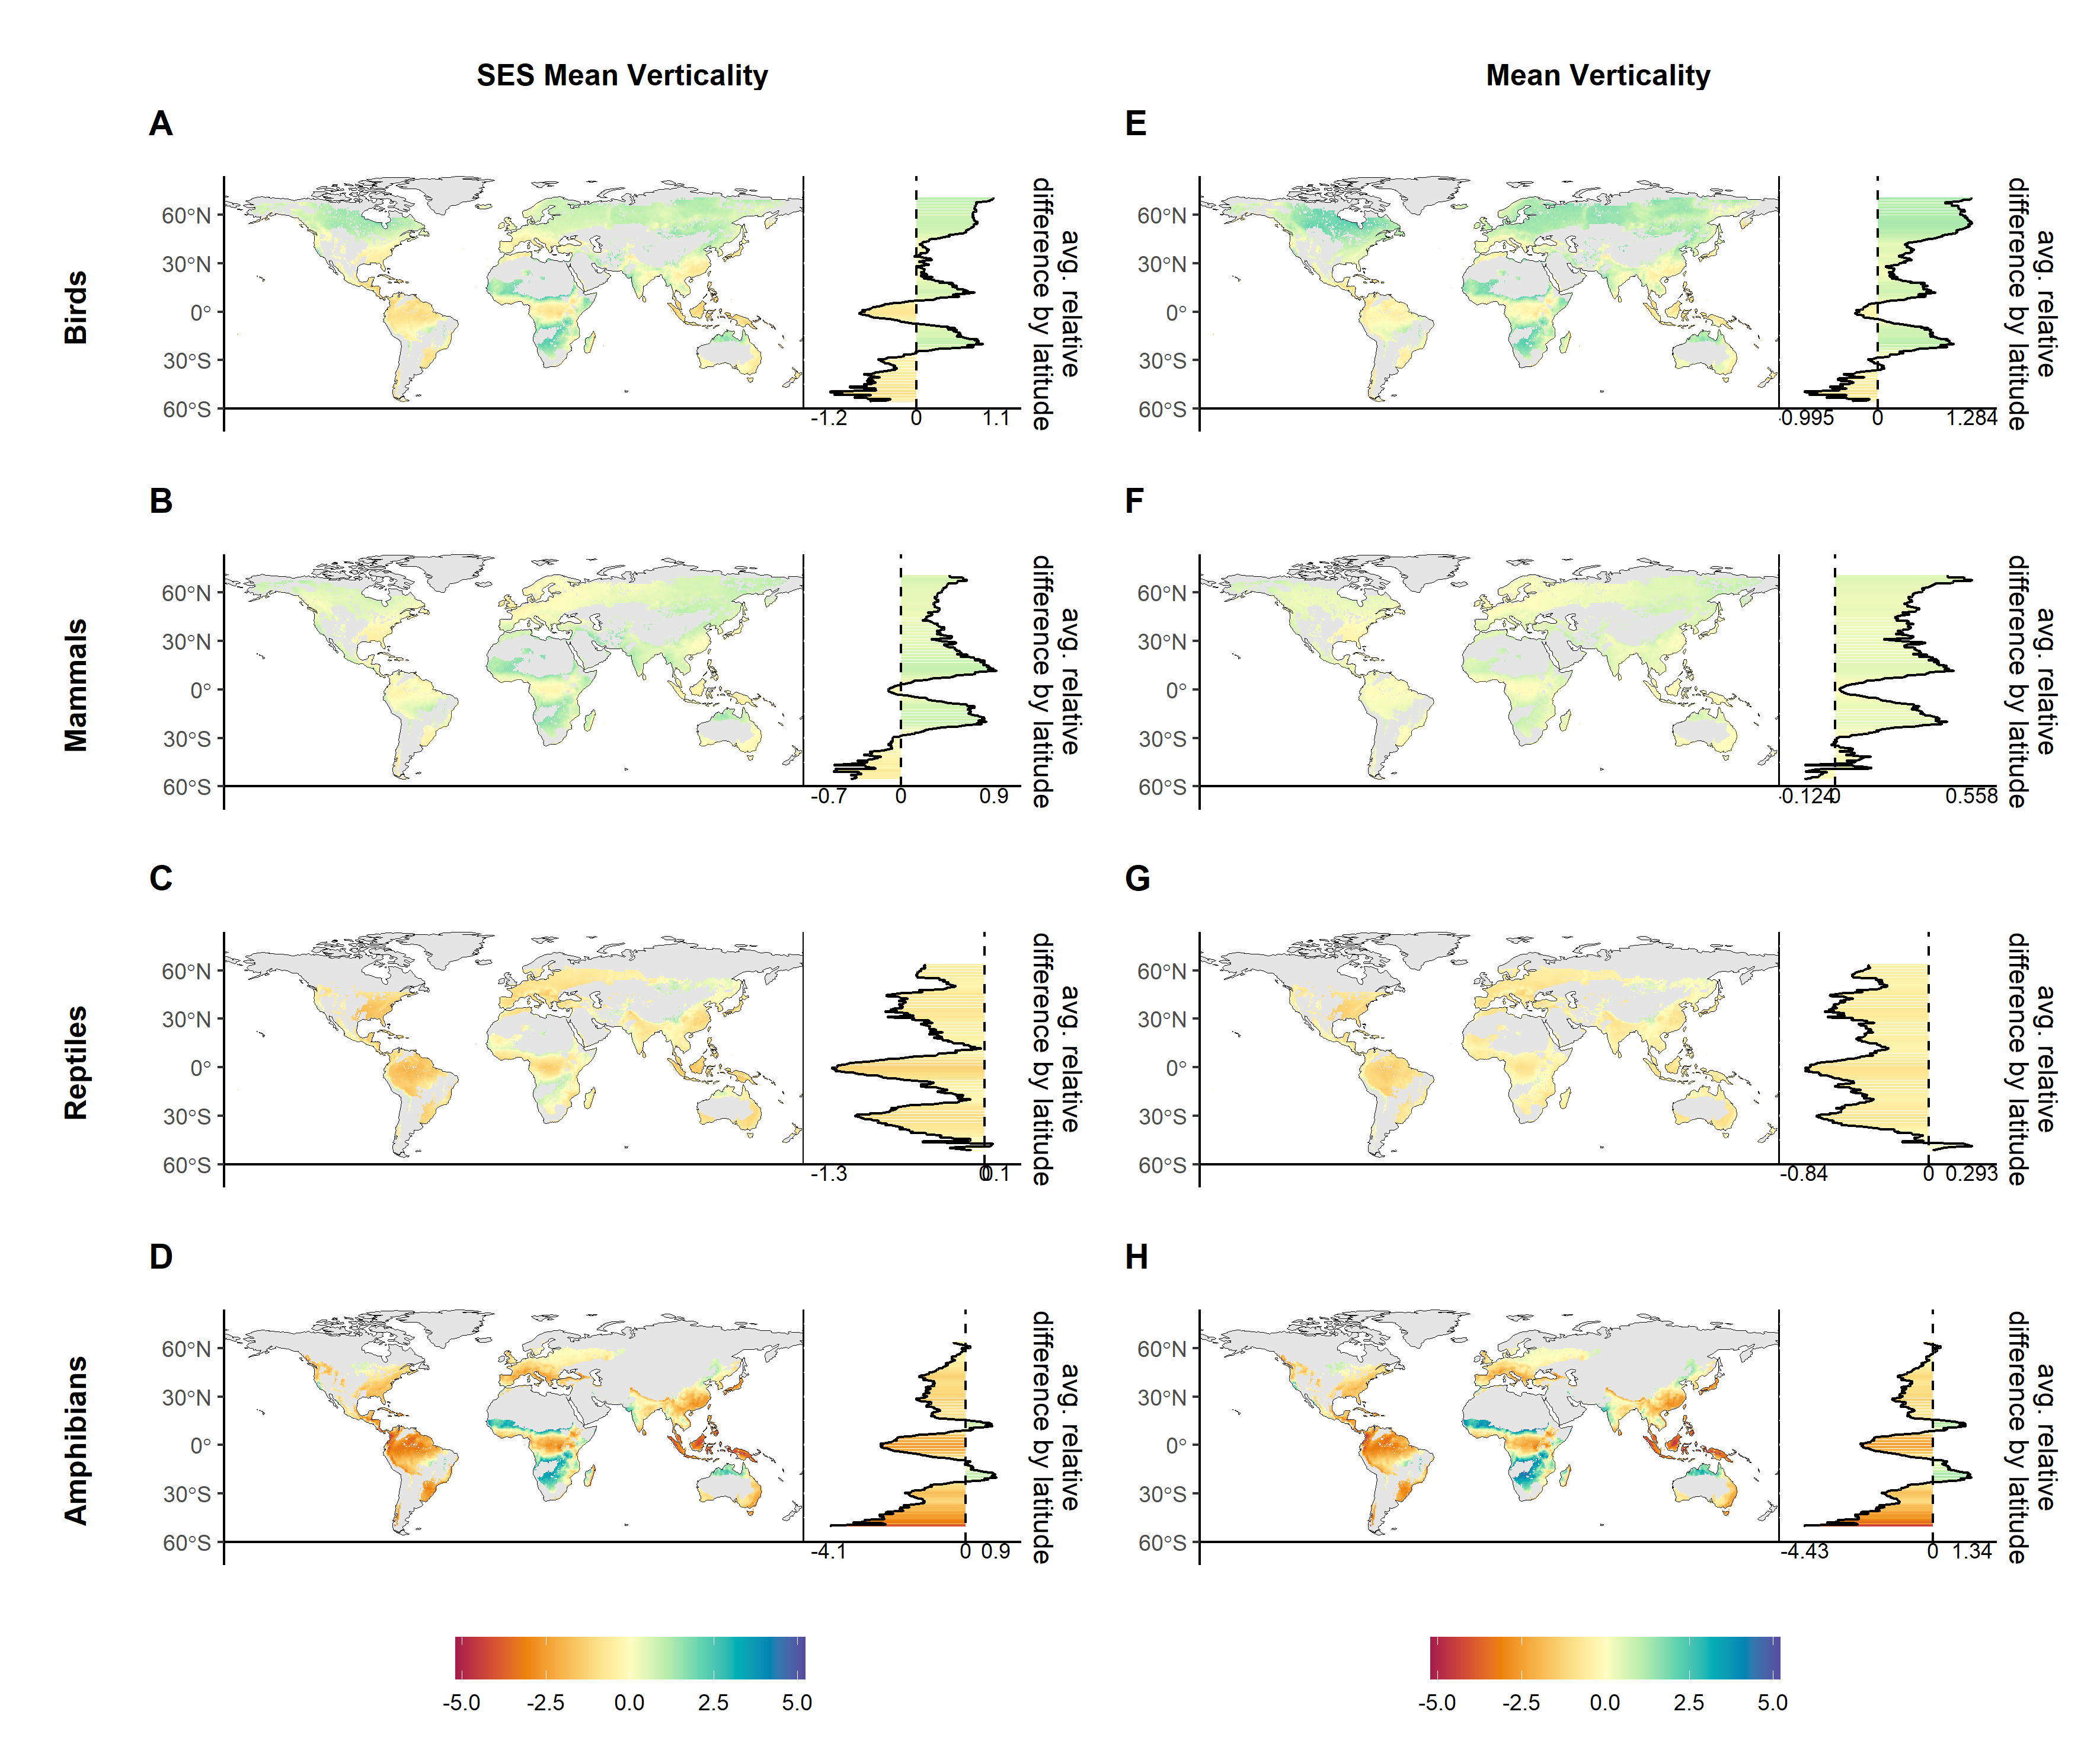 SES Mean Verticality
Mean Verticality
A
E
Birds
60°N
30°N
0°
30°S
60°S
-1.2 0 1.1
avg. relative
difference by latitude
60°N
30°N
0°
30°S
60°S
-0.995 0 1.284
avg. relative
difference by latitude
B
F
Mammals
60°N
30°N
0°
30°S
60°S
-0.7 0 0.9
avg. relative
difference by latitude
60°N
30°N
0°
30°S
60°S
-0.124 0 0.558
avg. relative
difference by latitude
C
G
Reptiles
60°N
30°N
0°
30°S
60°S
-1.3 0 0.1
avg. relative
difference by latitude
60°N
30°N
0°
30°S
60°S
-0.84 0 0.293
avg. relative
difference by latitude
D
H
Amphibians
60°N
30°N
0°
30°S
60°S
-4.1 0 0.9
avg. relative
difference by latitude
60°N
30°N
0°
30°S
60°S
-4.43 0 1.34
avg. relative
difference by latitude
-5.0 -2.5 0.0 2.5 5.0
-5.0 -2.5 0.0 2.5 5.0